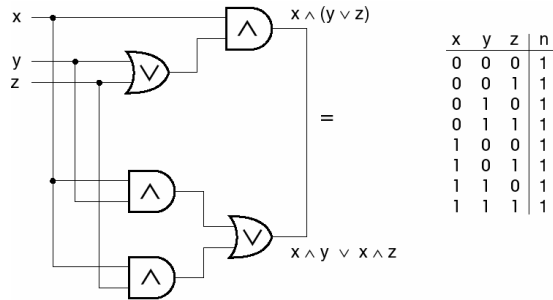 x
y
z
∧
∨
x ∧ (y ∨ z)
=
∧
∧
∨
x ∧ y ∨ x ∧ z
x y z n
0 0 0 1
0 0 1 1
0 1 0 1
0 1 1 1
1 0 0 1
1 0 1 1
1 1 0 1
1 1 1 1